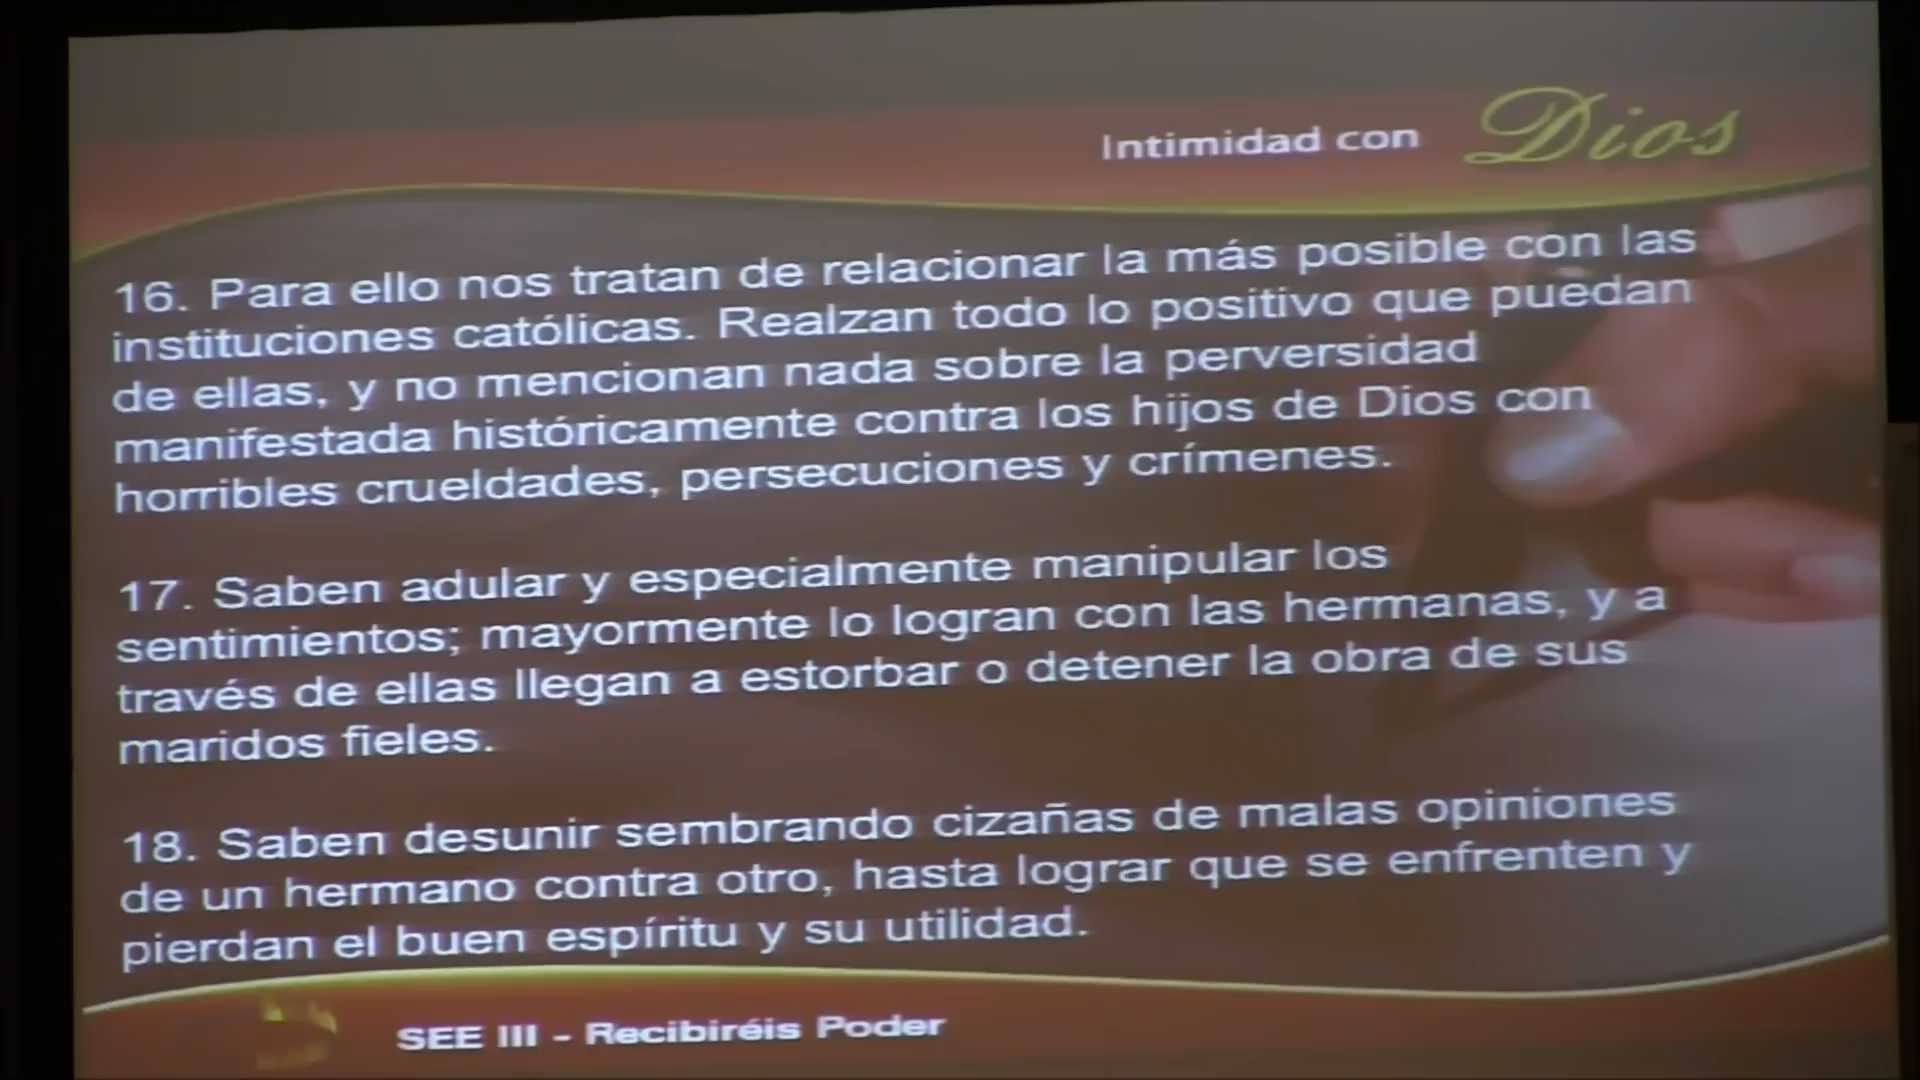 Intimidad con Dios
16. Para ello nos tratan de relacionar la más posible con las
instituciones católicas. Realzan todo lo positivo que puedan
de ellas, y no mencionan nada sobre la perversidad
manifestada históricamente contra los hijos de Dios con
horribles crueldades, persecuciones y crímenes.
17. Saben adular y especialmente manipular los
sentimientos; mayormente lo logran con las hermanas, y a
través de ellas llegan a estorbar o detener la obra de sus
maridos fieles.
18. Saben desunir sembrando cizañas de malas opiniones
de un hermano contra otro, hasta lograr que se enfrenten y
pierdan el buen espíritu y su utilidad.
SEE III - Recibiréis Poder